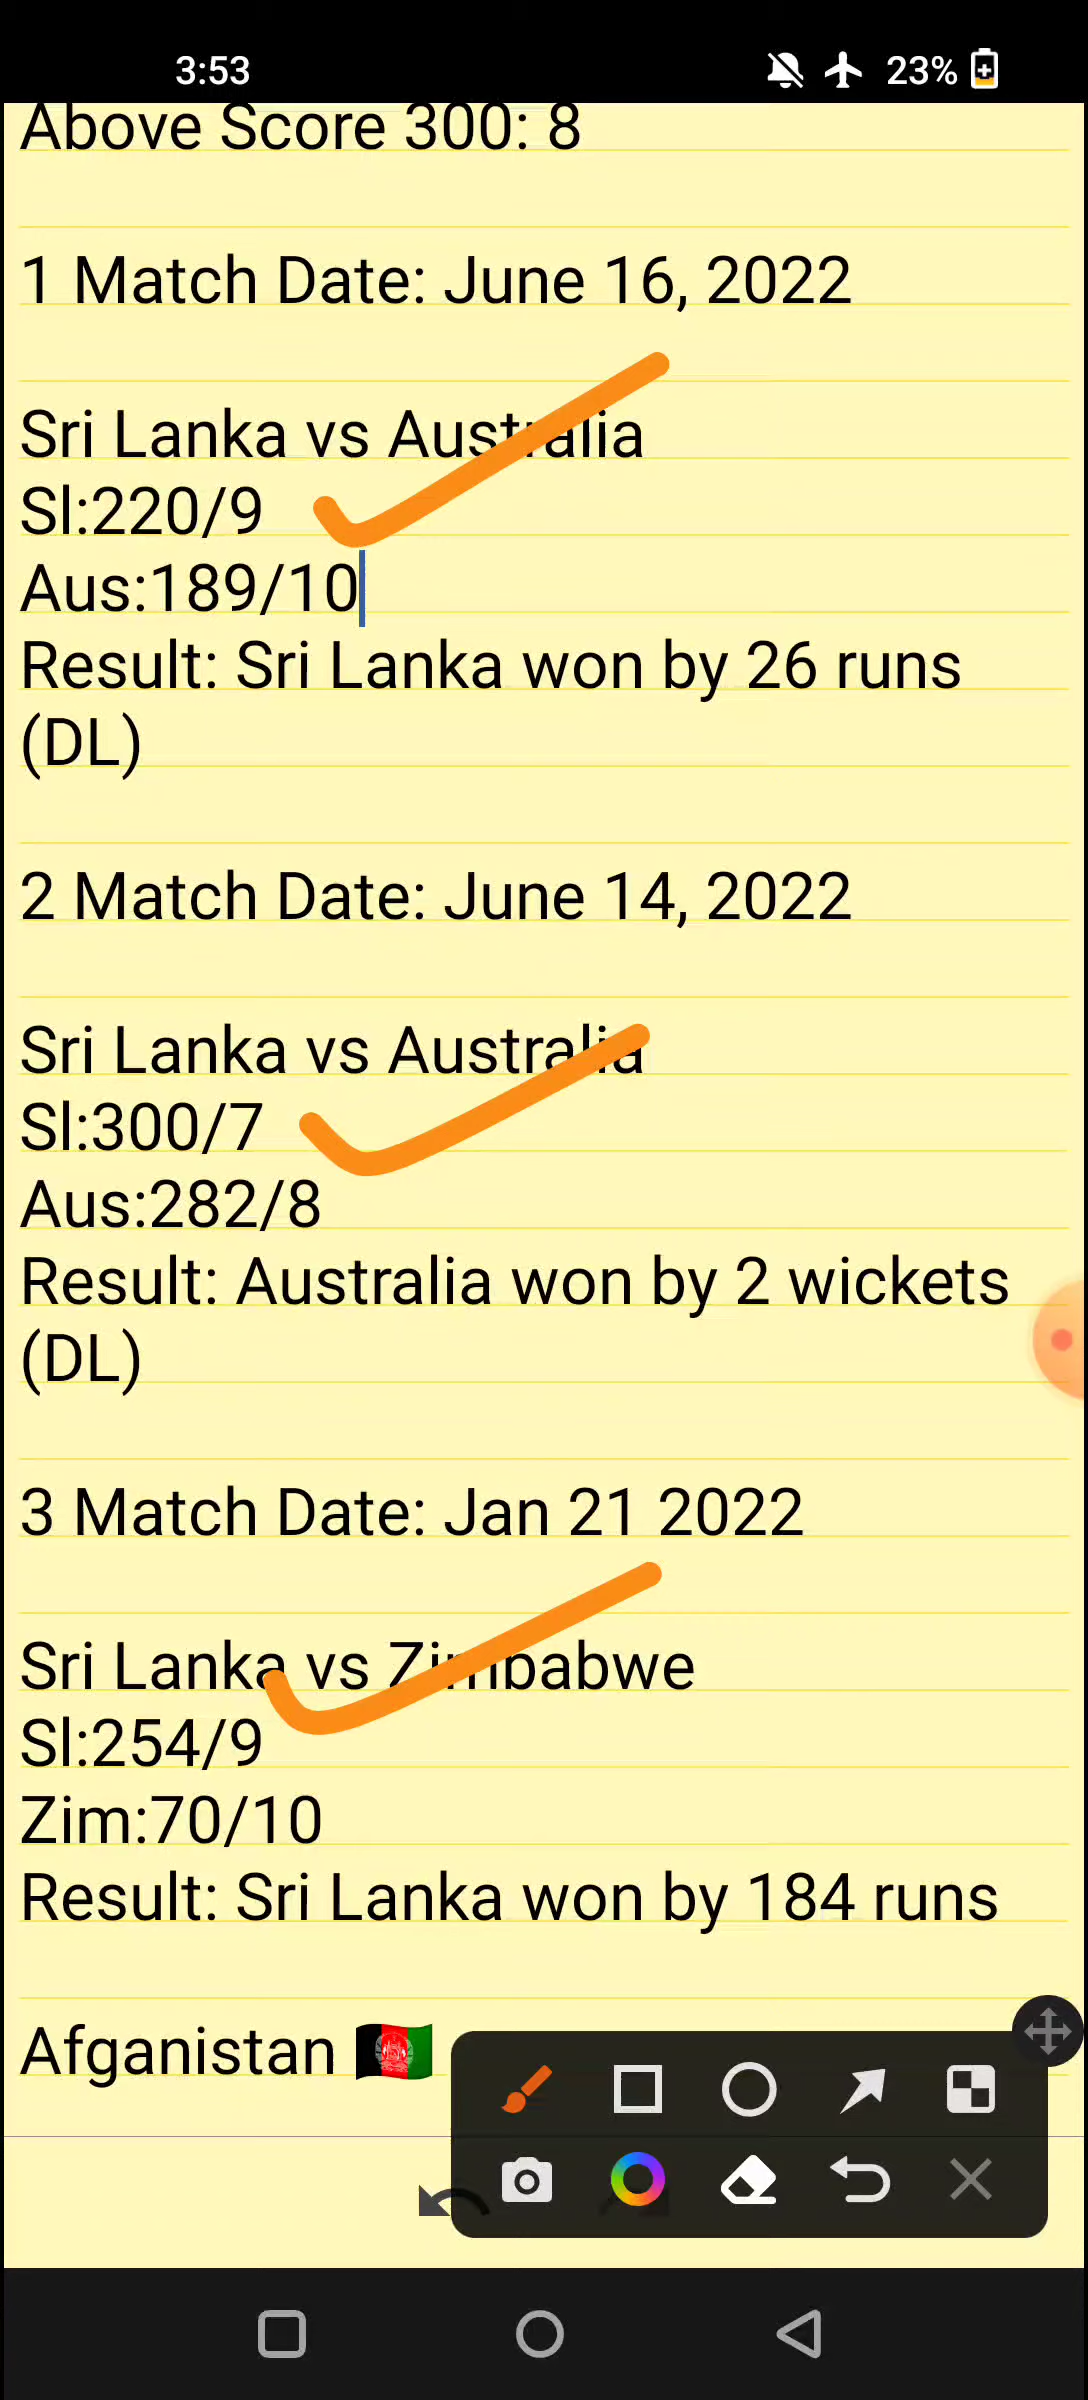 3:53
23%
Above Score 300: 8
1 Match Date: June 16, 2022
Sri Lanka vs Australia
Sl:220/9
Aus:189/10
Result: Sri Lanka won by 26 runs
(DL)
2 Match Date: June 14, 2022
Sri Lanka vs Australia
Sl:300/7
Aus:282/8
Result: Australia won by 2 wickets
(DL)
3 Match Date: Jan 21 2022
Sri Lanka vs Zimbabwe
Sl:254/9
Zim:70/10
Result: Sri Lanka won by 184 runs
Afganistan 🇦🇫